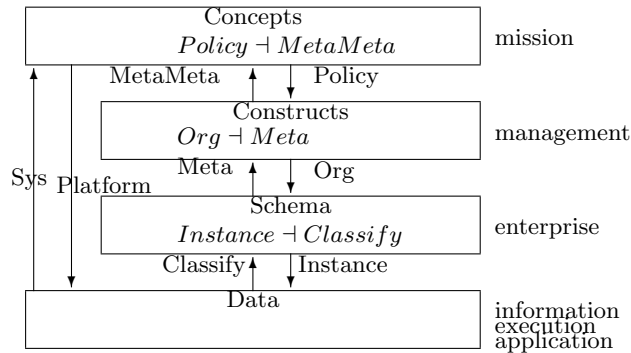 Concepts
Policy ⊣ MetaMeta
mission
MetaMeta Policy
Constructs
Org ⊣ Meta
management
Meta Org
Sys Platform
Schema
Instance ⊣ Classify
enterprise
Classify Instance
Data
information
execution
application